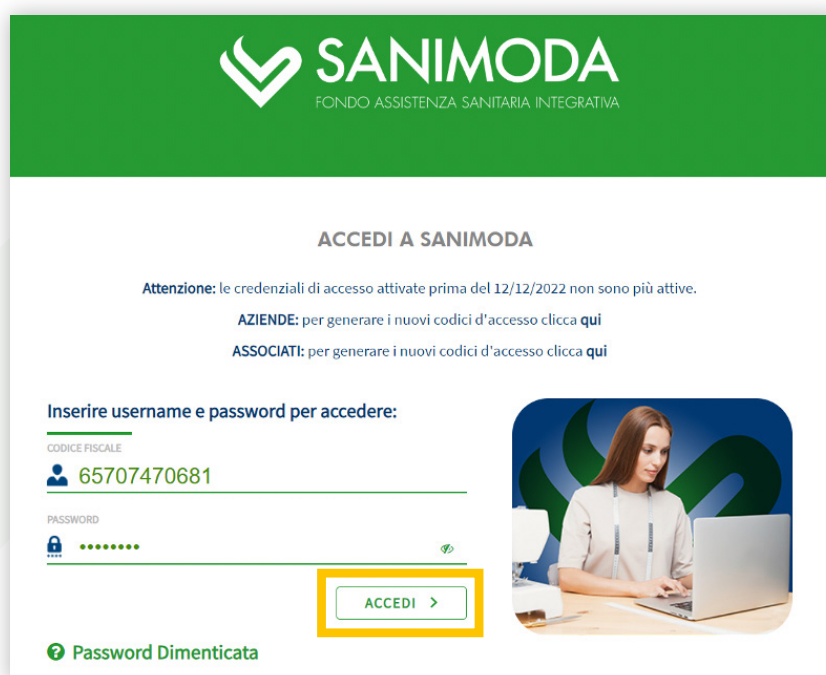 SANIMODA
FONDO ASSISTENZA SANITARIA INTEGRATIVA
ACCEDI A SANIMODA
Attenzione: le credenziali di accesso attivate prima del 12/12/2022 non sono più attive.
AZIENDE: per generare i nuovi codici d'accesso clicca qui
ASSOCIATI: per generare i nuovi codici d'accesso clicca qui
Inserire username e password per accedere:
CODICE FISCALE
65707470681
PASSWORD
••••••••
ACCEDI >
Password Dimenticata